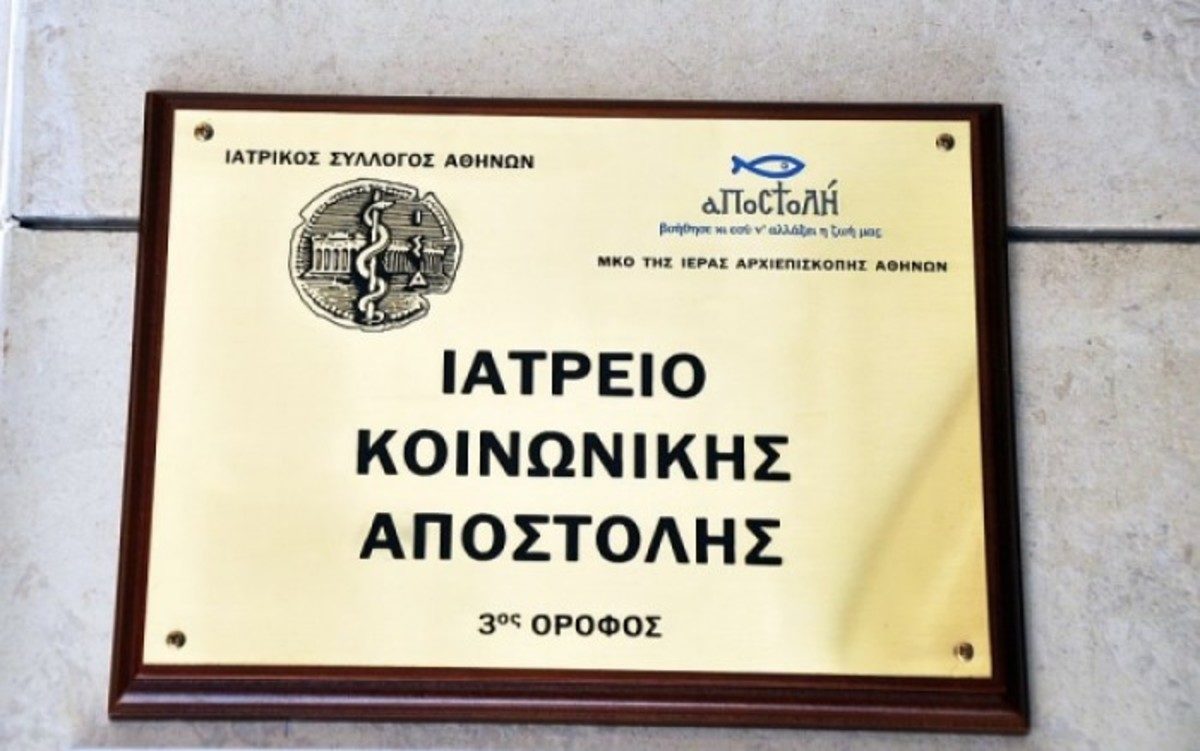 ΙΑΤΡΙΚΟΣ ΣΥΛΛΟΓΟΣ ΑΘΗΝΩΝ
Ι Σ Α
αΠοστολή
βοήθησε κι εσύ ν' αλλάξει η ζωή μας
ΜΚΟ ΤΗΣ ΙΕΡΑΣ ΑΡΧΙΕΠΙΣΚΟΠΗΣ ΑΘΗΝΩΝ
ΙΑΤΡΕΙΟ
ΚΟΙΝΩΝΙΚΗΣ
ΑΠΟΣΤΟΛΗΣ
3ος ΟΡΟΦΟΣ